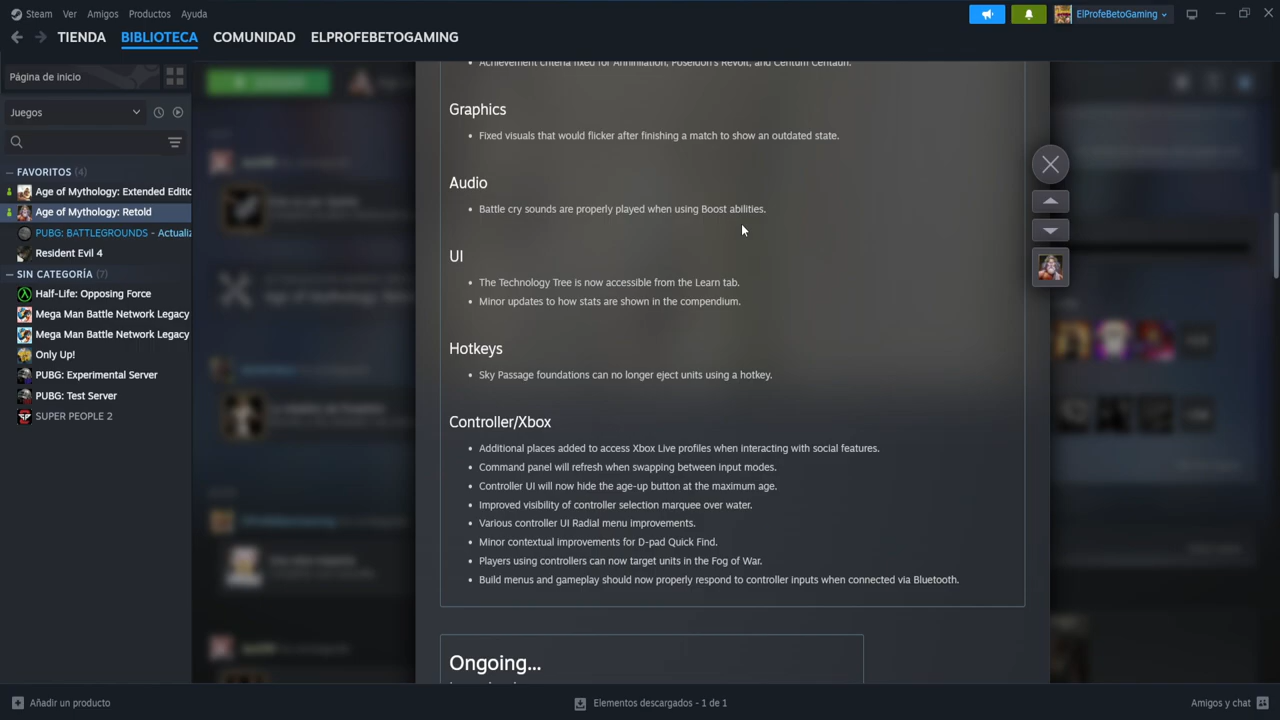 Steam Ver Amigos Productos Ayuda
ElProfeBetoGaming
TIENDA BIBLIOTECA COMUNIDAD ELPROFEBETOGAMING
Página de inicio
Juegos
FAVORITOS (4)
Age of Mythology: Extended Editic
Age of Mythology: Retold
PUBG: BATTLEGROUNDS - Actualiz
Resident Evil 4
SIN CATEGORÍA (7)
Half-Life: Opposing Force
Mega Man Battle Network Legacy
Mega Man Battle Network Legacy
Only Up!
PUBG: Experimental Server
PUBG: Test Server
SUPER PEOPLE 2
Achievement criteria fixed for Annihilation, Poseidon's Revolt, and Centum Centaur.
Graphics
Fixed visuals that would flicker after finishing a match to show an outdated state.
Audio
Battle cry sounds are properly played when using Boost abilities.
UI
The Technology Tree is now accessible from the Learn tab.
Minor updates to how stats are shown in the compendium.
Hotkeys
Sky Passage foundations can no longer eject units using a hotkey.
Controller/Xbox
Additional places added to access Xbox Live profiles when interacting with social features.
Command panel will refresh when swapping between input modes.
Controller UI will now hide the age-up button at the maximum age.
Improved visibility of controller selection marquee over water.
Various controller UI Radial menu improvements.
Minor contextual improvements for D-pad Quick Find.
Players using controllers can now target units in the Fog of War.
Build menus and gameplay should now properly respond to controller inputs when connected via Bluetooth.
Ongoing...
Añadir un producto
Elementos descargados - 1 de 1
Amigos y chat